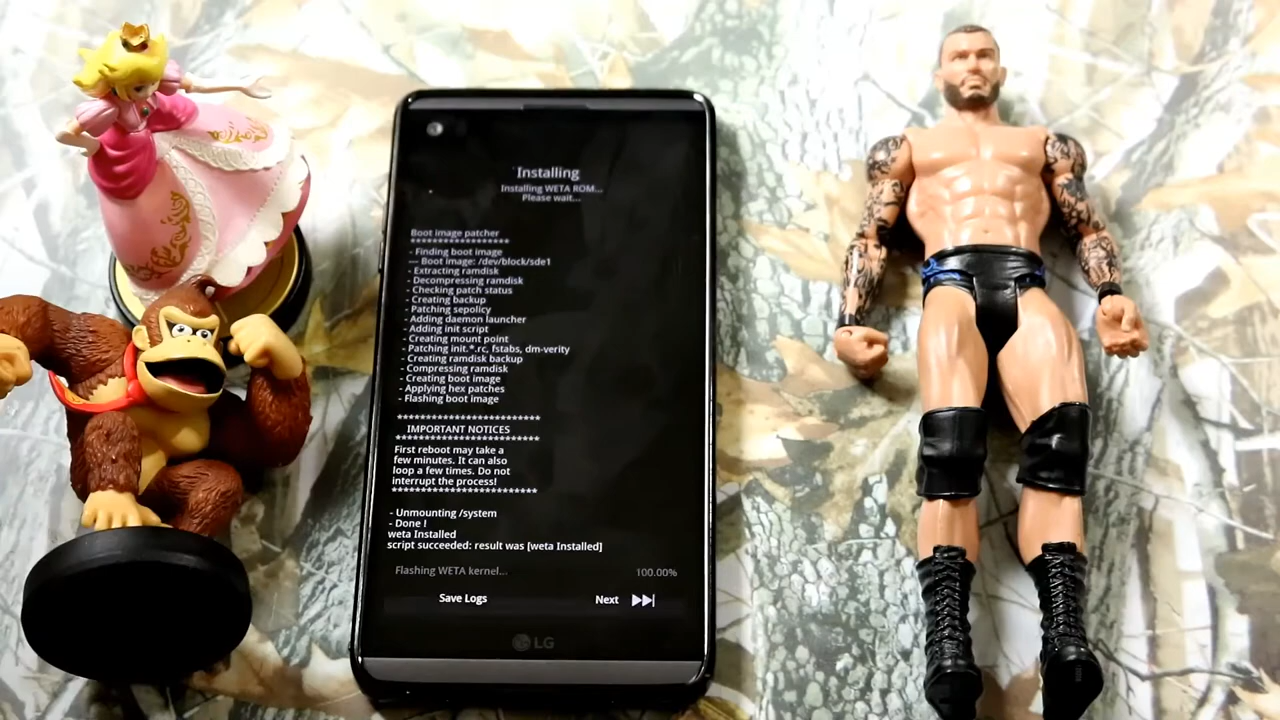 Installing
Installing WETA ROM...
Please wait...
Boot image patcher
*******************
- Finding boot image
— Boot image: /dev/block/sde1
- Extracting ramdisk
- Decompressing ramdisk
- Checking patch status
- Creating backup
- Patching sepolicy
- Adding daemon launcher
- Adding init script
- Creating mount point
- Patching init.*.rc, fstabs, dm-verity
- Creating ramdisk backup
- Compressing ramdisk
- Creating boot image
- Applying hex patches
- Flashing boot image
*****************************
IMPORTANT NOTICES
*****************************
First reboot may take a
few minutes. It can also
loop a few times. Do not
interrupt the process!
*****************************
- Unmounting /system
- Done !
weta Installed
script succeeded: result was [weta Installed]
Flashing WETA kernel... 100.00%
Save Logs Next
LG